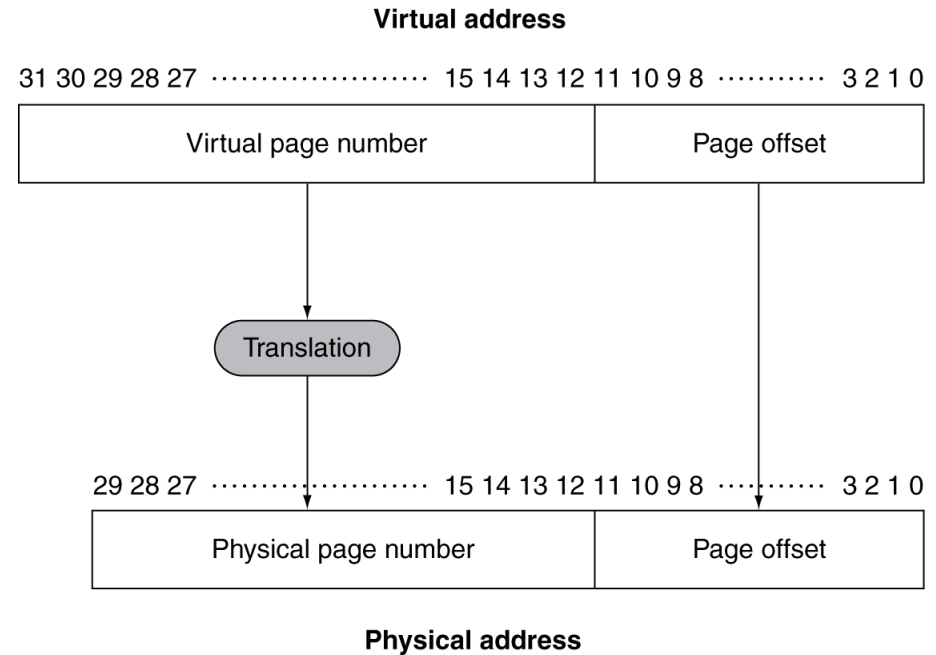 Virtual address
31 30 29 28 27 ······················ 15 14 13 12 11 10 9 8 ··········· 3 2 1 0
Virtual page number Page offset
Translation
29 28 27 ······················ 15 14 13 12 11 10 9 8 ··········· 3 2 1 0
Physical page number Page offset
Physical address